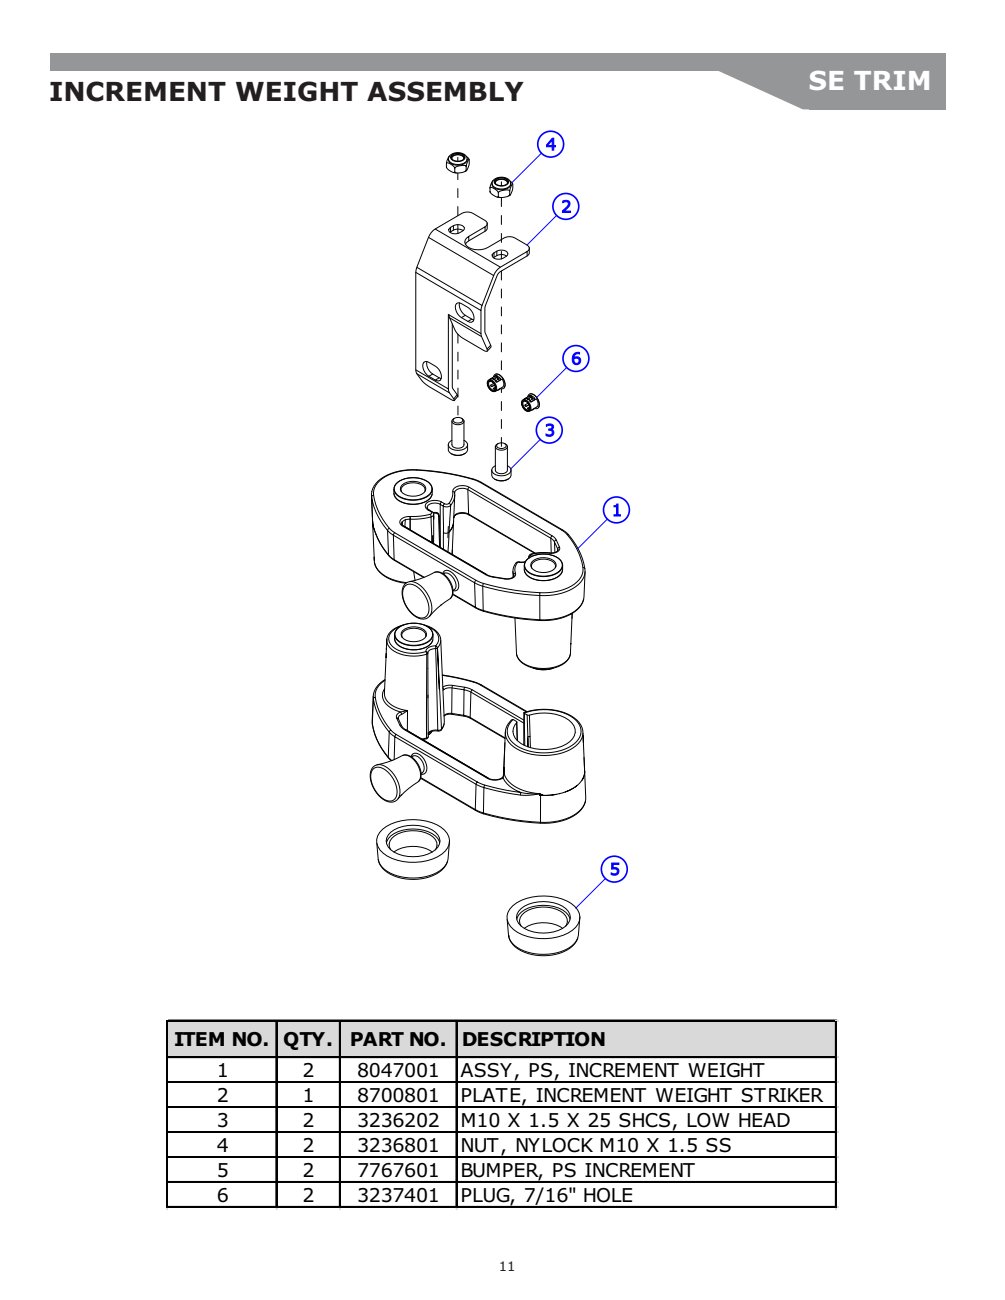 SE TRIM
INCREMENT WEIGHT ASSEMBLY
4
2
6
3
1
5
ITEM NO. QTY. PART NO. DESCRIPTION
1 2 8047001 ASSY, PS, INCREMENT WEIGHT
2 1 8700801 PLATE, INCREMENT WEIGHT STRIKER
3 2 3236202 M10 X 1.5 X 25 SHCS, LOW HEAD
4 2 3236801 NUT, NYLOCK M10 X 1.5 SS
5 2 7767601 BUMPER, PS INCREMENT
6 2 3237401 PLUG, 7/16" HOLE
11